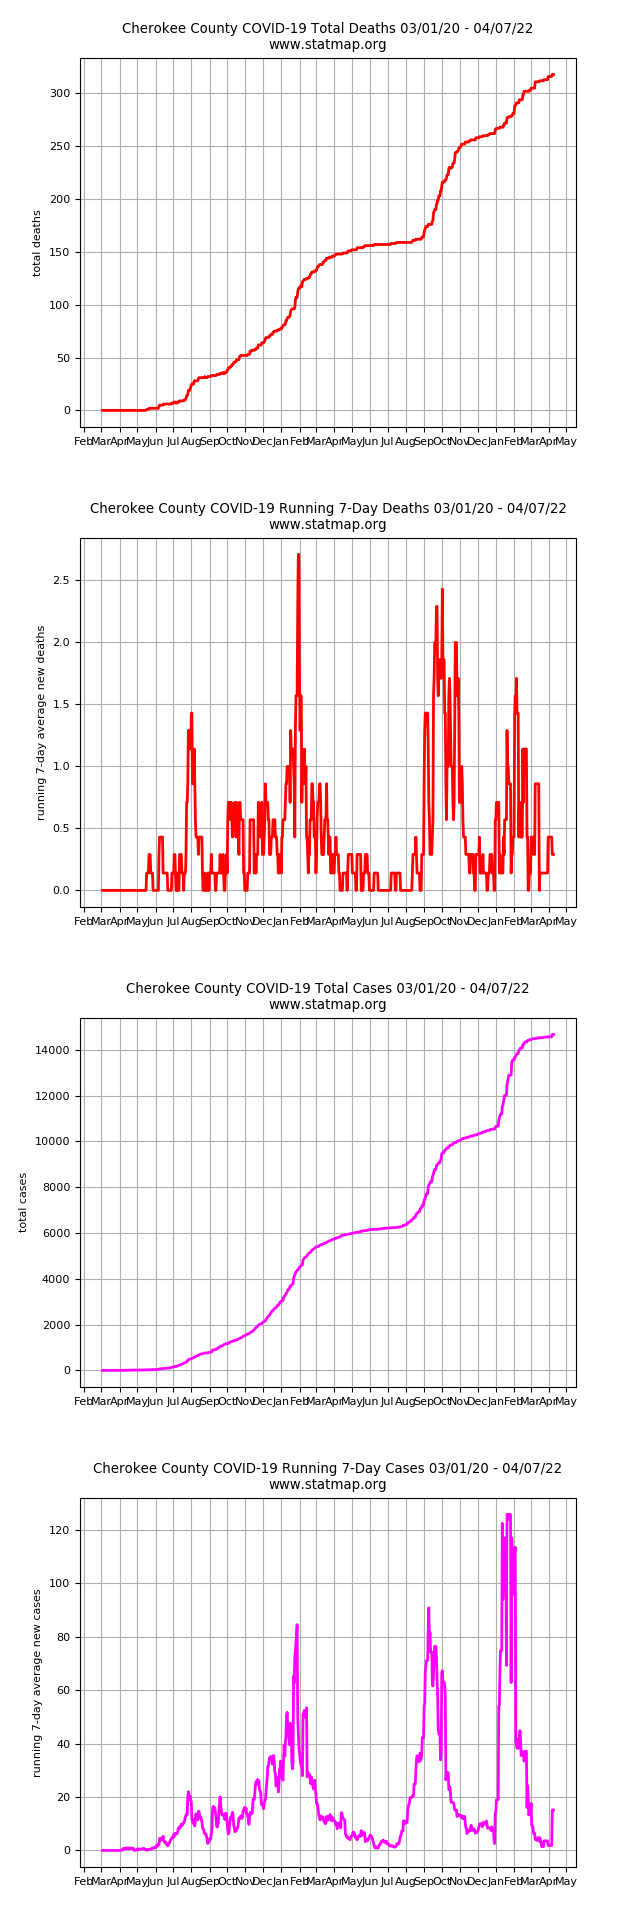 Cherokee County COVID-19 Total Deaths 03/01/20 - 04/07/22
www.statmap.org
300
250
200
150
100
50
0
total deaths
Feb Mar Apr May Jun Jul Aug Sep Oct Nov Dec Jan Feb Mar Apr May Jun Jul Aug Sep Oct Nov Dec Jan Feb Mar Apr May
Cherokee County COVID-19 Running 7-Day Deaths 03/01/20 - 04/07/22
www.statmap.org
2.5
2.0
1.5
1.0
0.5
0.0
running 7-day average new deaths
Feb Mar Apr May Jun Jul Aug Sep Oct Nov Dec Jan Feb Mar Apr May Jun Jul Aug Sep Oct Nov Dec Jan Feb Mar Apr May
Cherokee County COVID-19 Total Cases 03/01/20 - 04/07/22
www.statmap.org
14000
12000
10000
8000
6000
4000
2000
0
total cases
Feb Mar Apr May Jun Jul Aug Sep Oct Nov Dec Jan Feb Mar Apr May Jun Jul Aug Sep Oct Nov Dec Jan Feb Mar Apr May
Cherokee County COVID-19 Running 7-Day Cases 03/01/20 - 04/07/22
www.statmap.org
120
100
80
60
40
20
0
running 7-day average new cases
Feb Mar Apr May Jun Jul Aug Sep Oct Nov Dec Jan Feb Mar Apr May Jun Jul Aug Sep Oct Nov Dec Jan Feb Mar Apr May